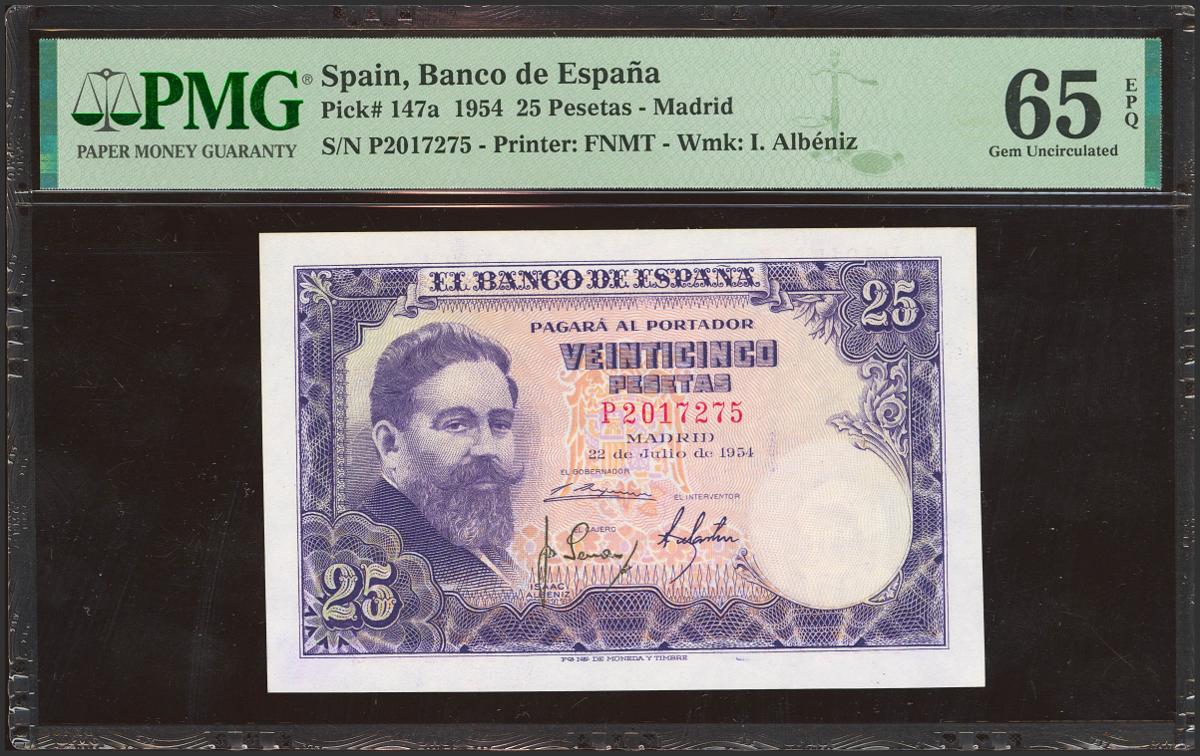 PMG®
PAPER MONEY GUARANTY
Spain, Banco de España
Pick# 147a 1954 25 Pesetas - Madrid
S/N P2017275 - Printer: FNMT - Wmk: I. Albéniz
65
EPQ
Gem Uncirculated
EL BANCO DE ESPAÑA
25
PAGARÁ AL PORTADOR
VEINTICINCO
PESETAS
P2017275
MADRID
22 de Julio de 1954
EL GOBERNADOR
EL INTERVENTOR
EL CAJERO
ISAAC
ALBENIZ
25
DE MONEDA Y TIMBRE